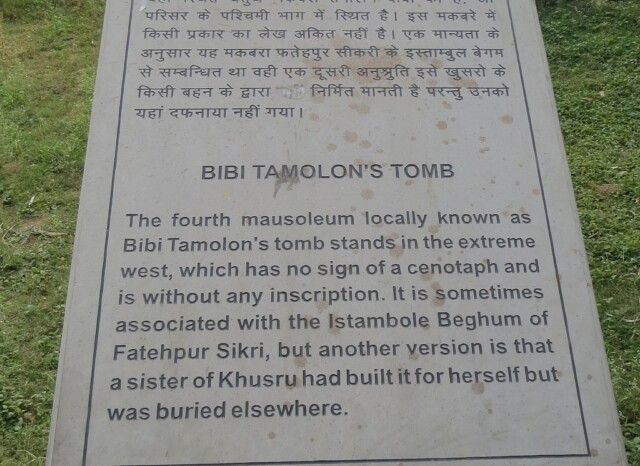 परिसर के पश्चिमी भाग में स्थित है। इस मकबरे में
किसी प्रकार का लेख अंकित नहीं है। एक मान्यता के
अनुसार यह मकबरा फतेहपुर सीकरी के इस्ताम्बुल बेगम
से सम्बन्धित था वही एक दूसरी अनुश्रुति इसे खुसरो के
किसी बहन के द्वारा निर्मित मानती है परन्तु उनको
यहां दफनाया नहीं गया।
BIBI TAMOLON'S TOMB
The fourth mausoleum locally known as
Bibi Tamolon's tomb stands in the extreme
west, which has no sign of a cenotaph and
is without any inscription. It is sometimes
associated with the Istambole Beghum of
Fatehpur Sikri, but another version is that
a sister of Khusru had built it for herself but
was buried elsewhere.